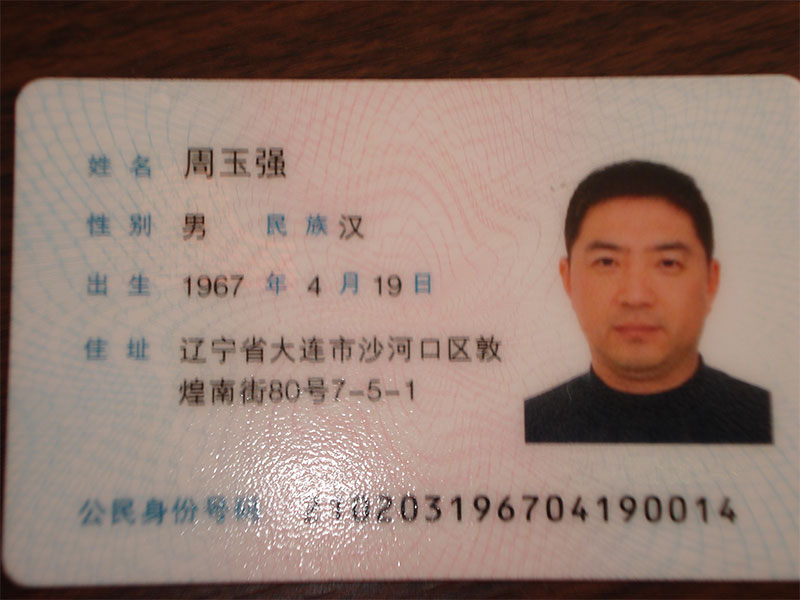 姓名 周玉强
性别 男 民族 汉
出生 1967 年 4 月 19 日
住址 辽宁省大连市沙河口区敦
煌南街80号7-5-1
公民身份号码 210203196704190014